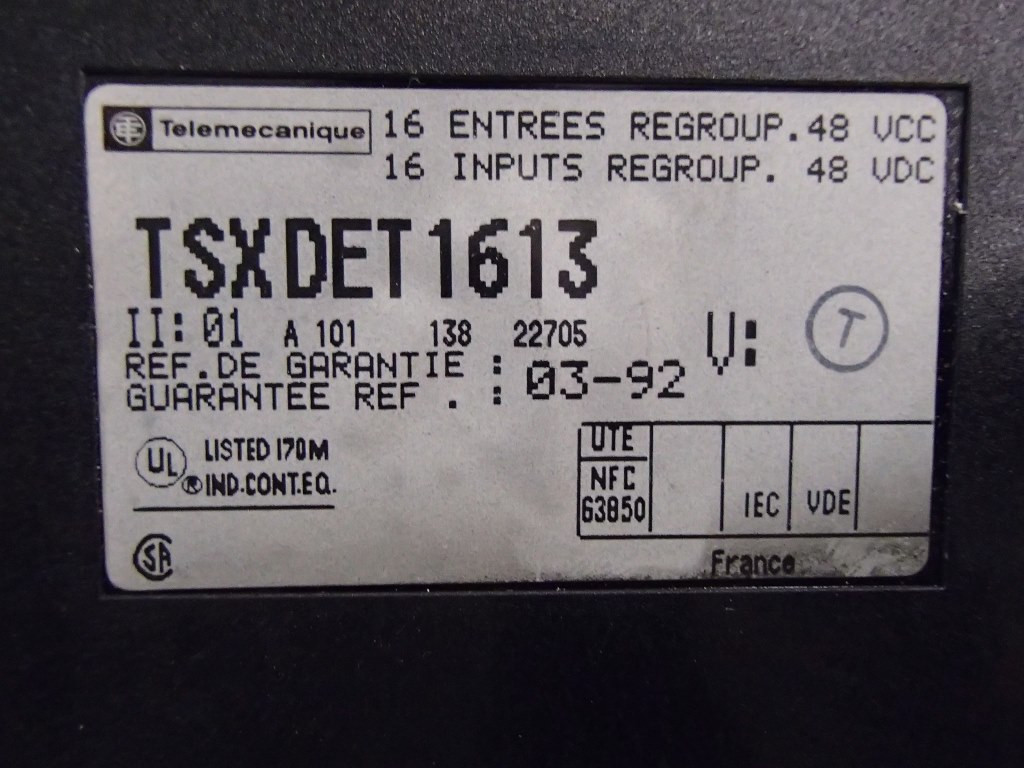 Telemecanique
16 ENTREES REGROUP. 48 VCC
16 INPUTS REGROUP. 48 VDC
TSXDET1613
II: 01 A 101 138 22705
V: T
REF. DE GARANTIE :
GUARANTEE REF . : 03-92
UL LISTED 170M
® IND.CONT.EQ.
UTE
NFC
63850
IEC VDE
SA
France